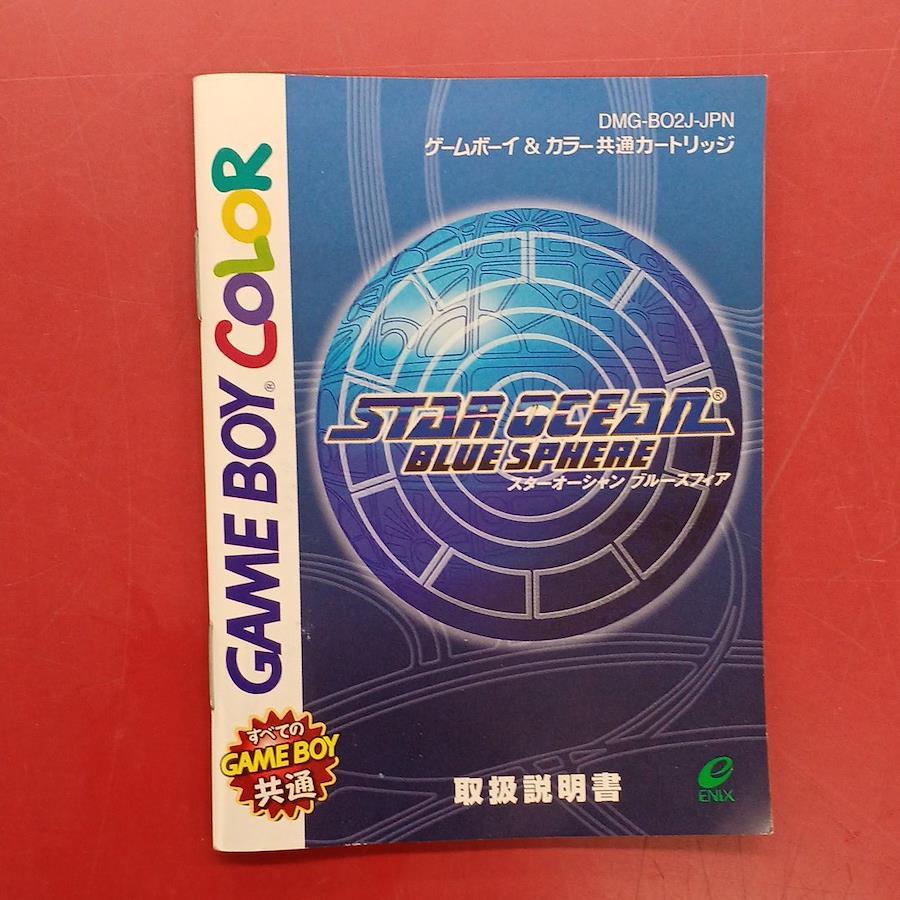 DMG-BO2J-JPN
ゲームボーイ & カラー共通カートリッジ
GAME BOY® COLOR
STAR OCEAN®
BLUE SPHERE
スターオーシャン ブルースフィア
すべての
GAME BOY
共通
取扱説明書
e
ENIX